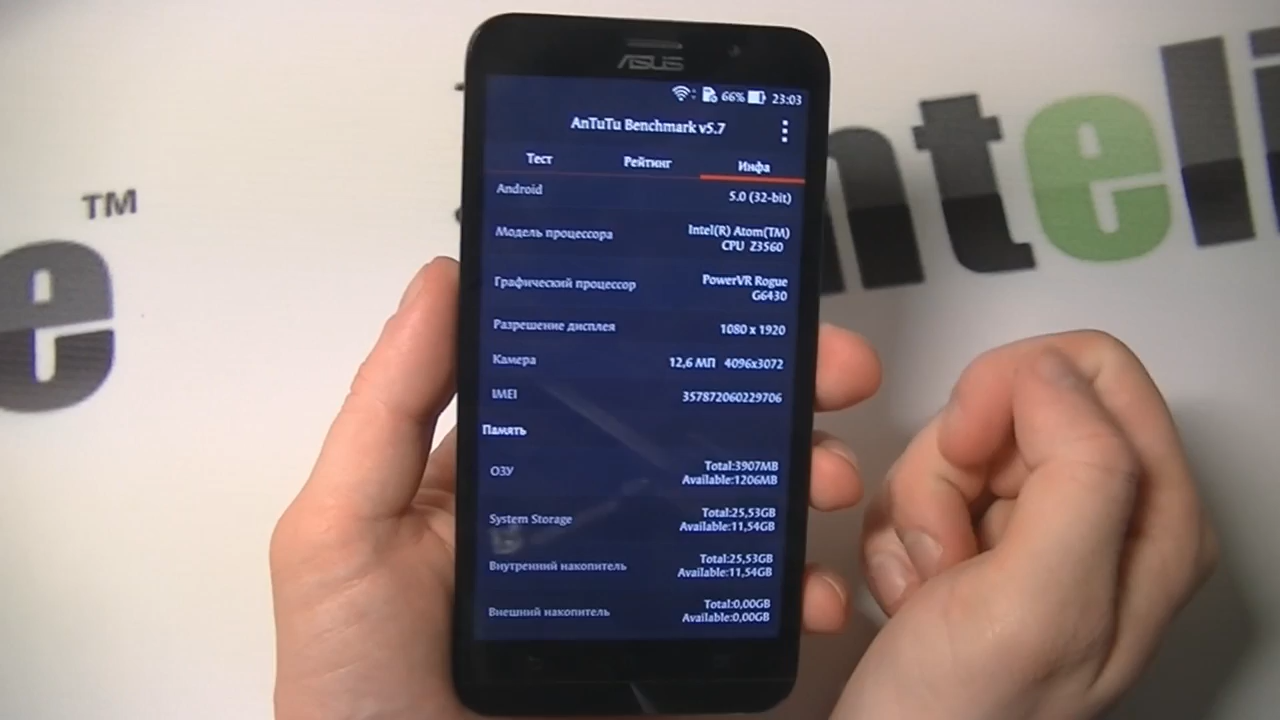 ASUS
66% 23:03
AnTuTu Benchmark v5.7
Тест Рейтинг Инфа
Android 5.0 (32-bit)
Модель процессора Intel(R) Atom(TM)
CPU Z3560
Графический процессор PowerVR Rogue
G6430
Разрешение дисплея 1080 x 1920
Камера 12,6 МП 4096x3072
IMEI 357872060229706
Память
ОЗУ Total:3907MB
Available:1206MB
System Storage Total:25,53GB
Available:11,54GB
Внутренний накопитель Total:25,53GB
Available:11,54GB
Внешний накопитель Total:0,00GB
Available:0,00GB
TM
e
nteli